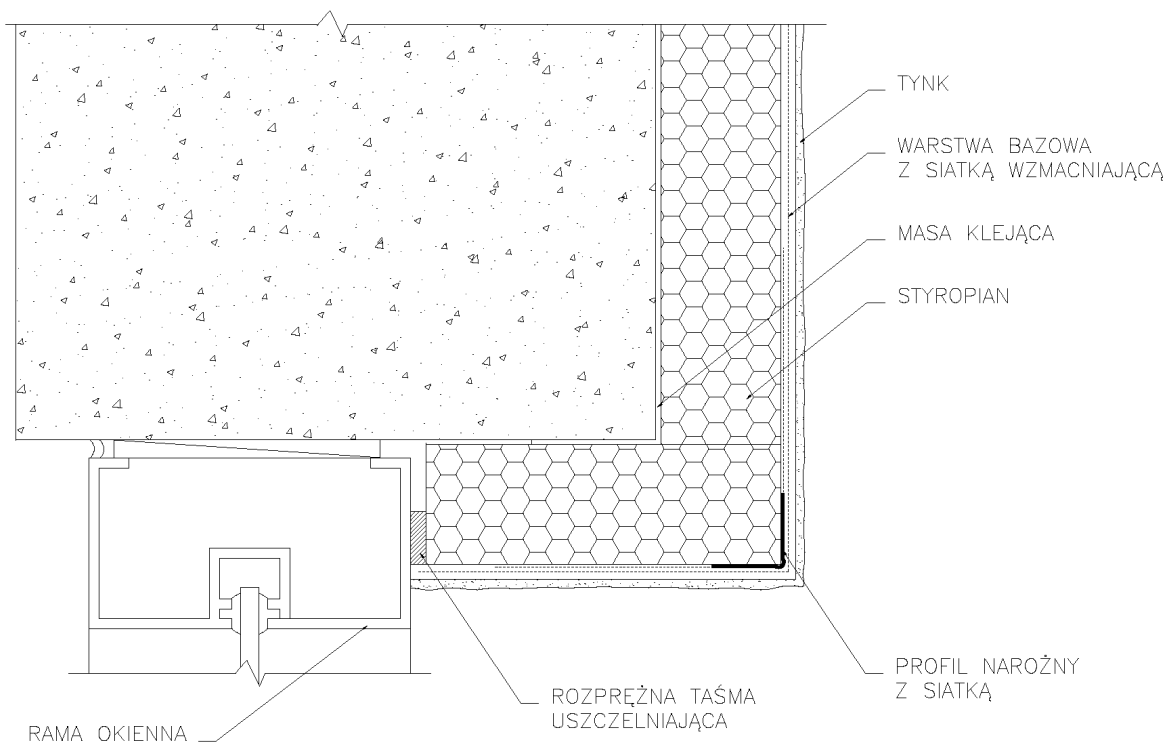 TYNK
WARSTWA BAZOWA
Z SIATKĄ WZMACNIAJĄCĄ
MASA KLEJĄCA
STYROPIAN
PROFIL NAROŻNY
Z SIATKĄ
ROZPRĘŻNA TAŚMA
USZCZELNIAJĄCA
RAMA OKIENNA